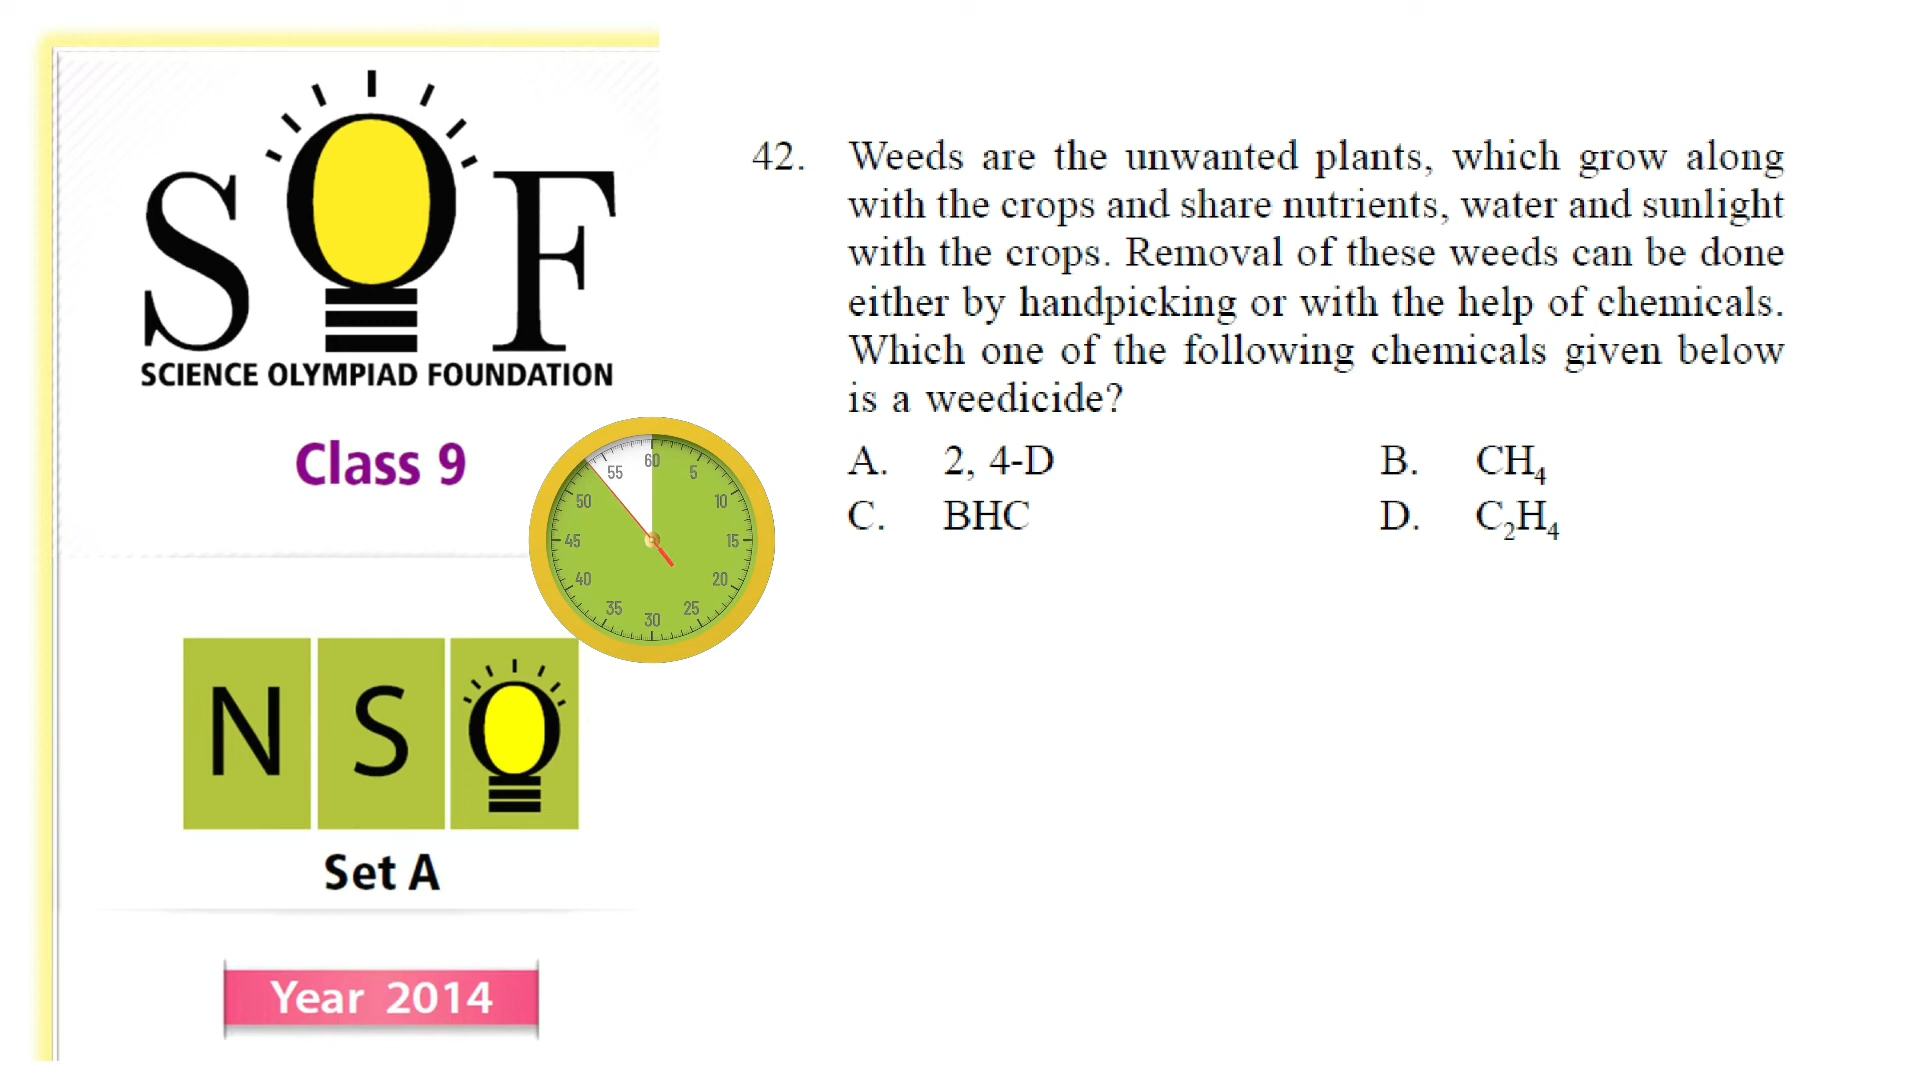 SOF
SCIENCE OLYMPIAD FOUNDATION
Class 9
60
5
10
15
20
25
30
35
40
45
50
55
NSO
Set A
Year 2014
42. Weeds are the unwanted plants, which grow along
with the crops and share nutrients, water and sunlight
with the crops. Removal of these weeds can be done
either by handpicking or with the help of chemicals.
Which one of the following chemicals given below
is a weedicide?
A. 2, 4-D B. CH₄
C. BHC D. C₂H₄